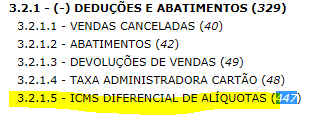 3.2.1 - (-) DEDUÇÕES E ABATIMENTOS (329)
3.2.1.1 - VENDAS CANCELADAS (40)
3.2.1.2 - ABATIMENTOS (42)
3.2.1.3 - DEVOLUÇÕES DE VENDAS (49)
3.2.1.4 - TAXA ADMINISTRADORA CARTÃO (48)
3.2.1.5 - ICMS DIFERENCIAL DE ALÍQUOTAS (447)